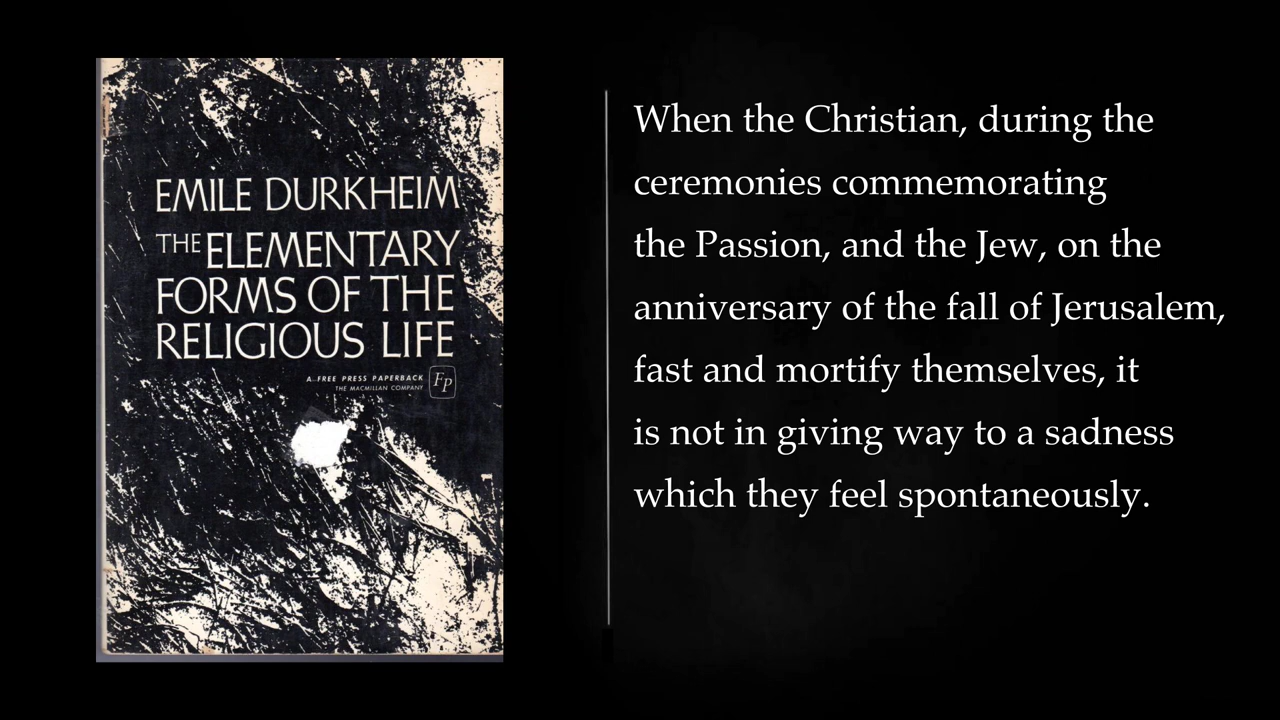 EMILE DURKHEIM
THE ELEMENTARY
FORMS OF THE
RELIGIOUS LIFE
A FREE PRESS PAPERBACK
THE MACMILLAN COMPANY
Fp
When the Christian, during the
ceremonies commemorating
the Passion, and the Jew, on the
anniversary of the fall of Jerusalem,
fast and mortify themselves, it
is not in giving way to a sadness
which they feel spontaneously.